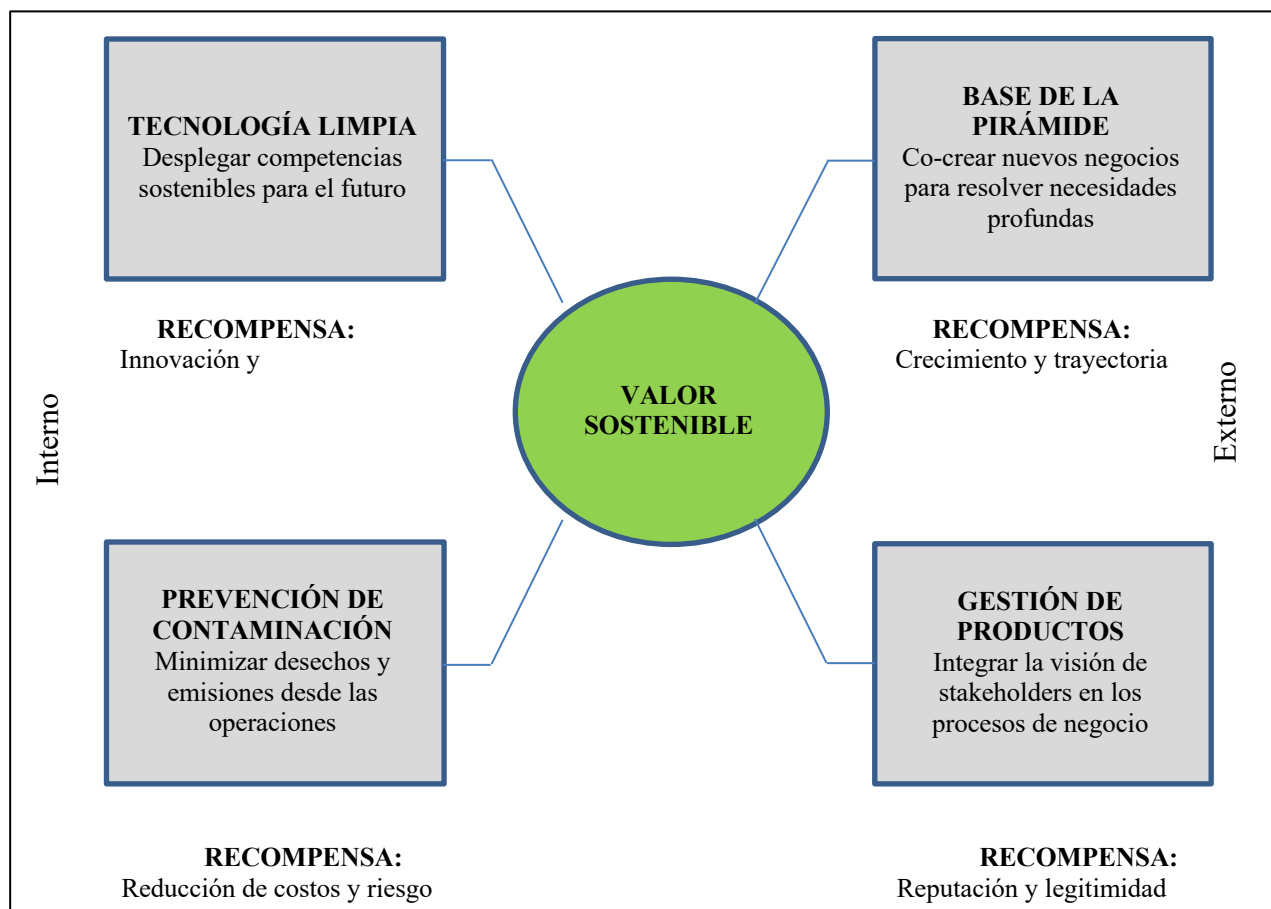 TECNOLOGÍA LIMPIA
Desplegar competencias
sostenibles para el futuro
RECOMPENSA:
Innovación y
BASE DE LA
PIRÁMIDE
Co-crear nuevos negocios
para resolver necesidades
profundas
RECOMPENSA:
Crecimiento y trayectoria
Interno
VALOR
SOSTENIBLE
Externo
PREVENCIÓN DE
CONTAMINACIÓN
Minimizar desechos y
emisiones desde las
operaciones
RECOMPENSA:
Reducción de costos y riesgo
GESTIÓN DE
PRODUCTOS
Integrar la visión de
stakeholders en los
procesos de negocio
RECOMPENSA:
Reputación y legitimidad